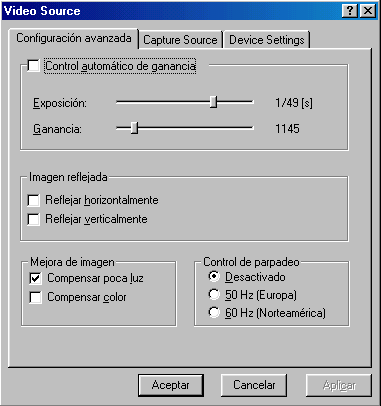 Video Source
Configuración avanzada Capture Source Device Settings
Control automático de ganancia
Exposición: 1/49 [s]
Ganancia: 1145
Imagen reflejada
Reflejar horizontalmente
Reflejar verticalmente
Mejora de imagen
Compensar poca luz
Compensar color
Control de parpadeo
Desactivado
50 Hz (Europa)
60 Hz (Norteamérica)
Aceptar Cancelar Aplicar